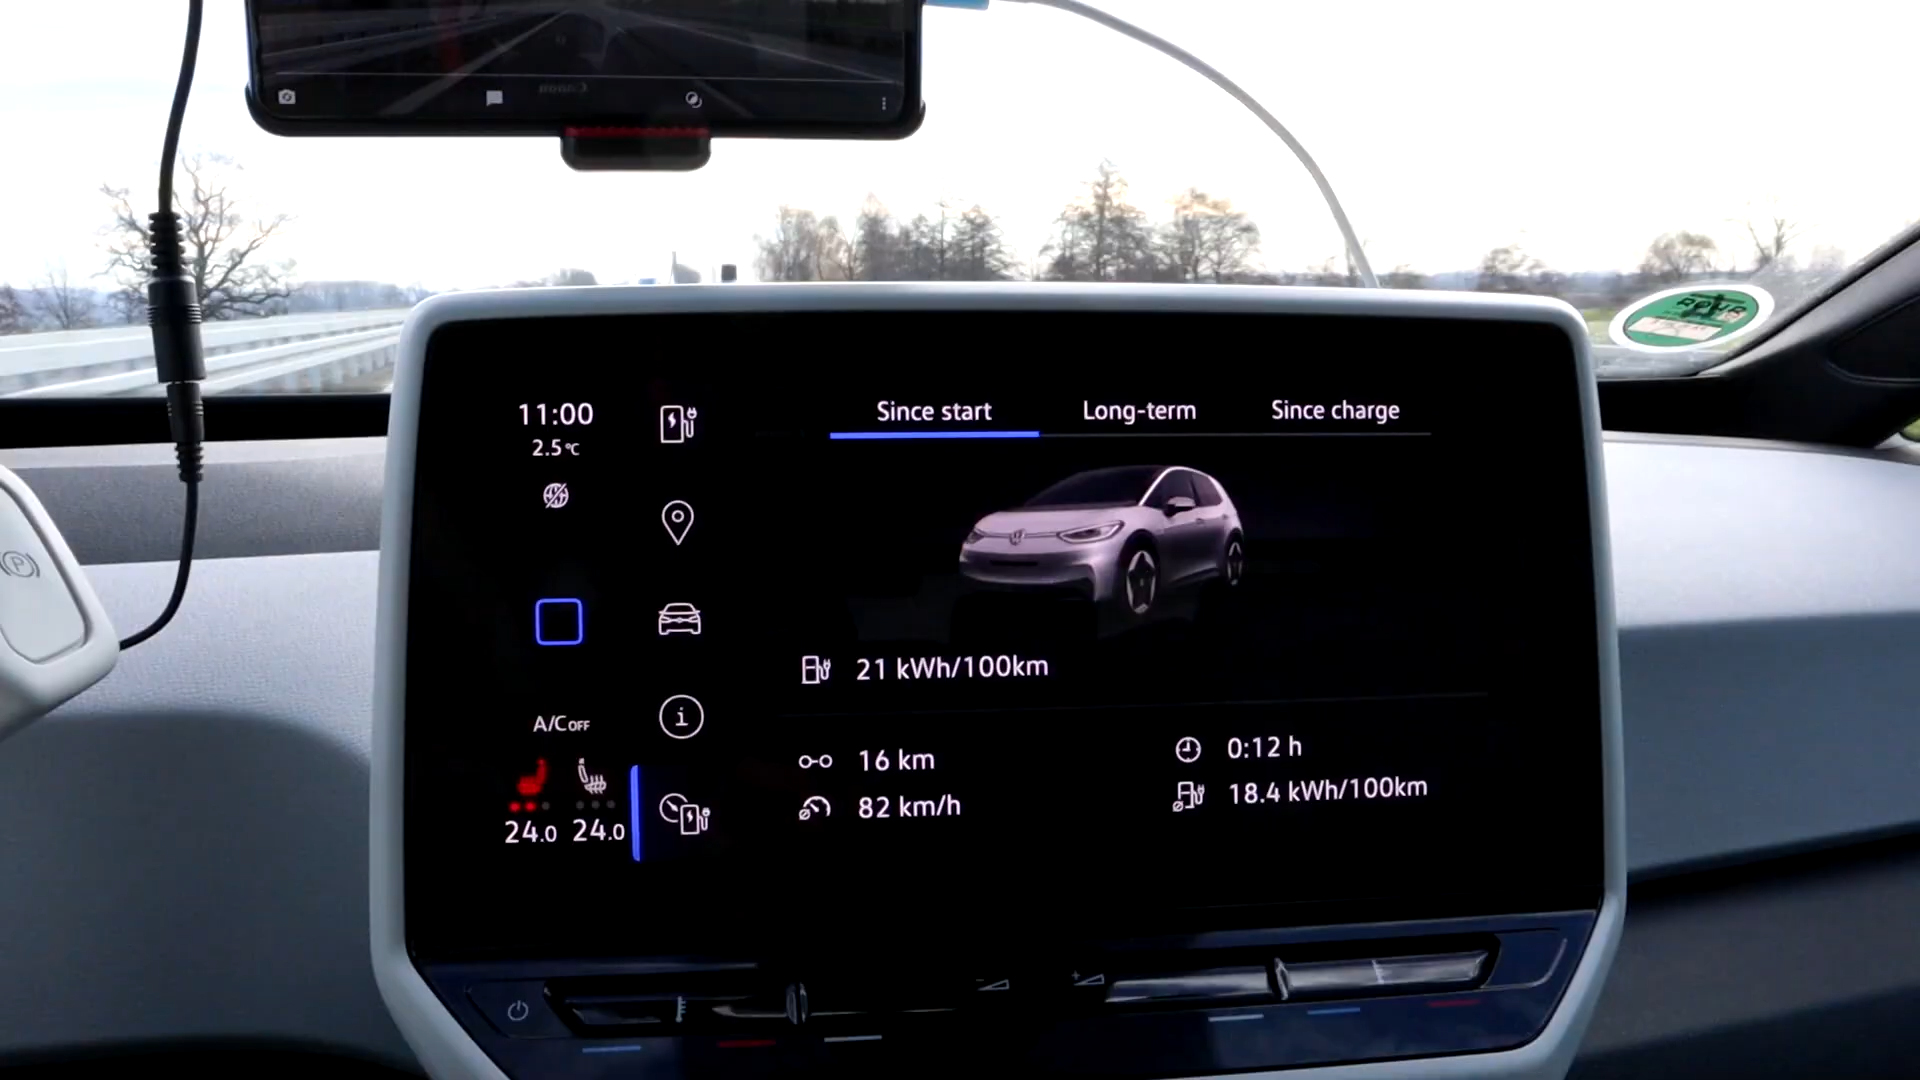 11:00
2.5°C
Since start
Long-term
Since charge
21 kWh/100km
A/C OFF
24.0 24.0
16 km
0:12 h
82 km/h
18.4 kWh/100km